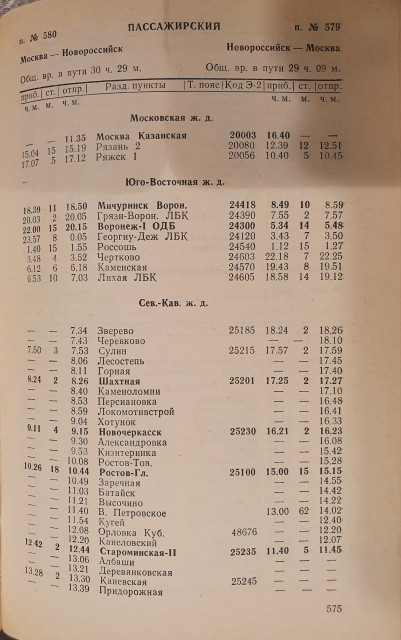 ПАССАЖИРСКИЙ
п. № 580 п. № 579
Москва — Новороссийск Новороссийск — Москва
Общ. вр. в пути 30 ч. 29 м. Общ. вр. в пути 29 ч. 09 м.
приб. ст. отпр. Разд. пункты Т. пояс Код Э-2 приб. ст. отпр.
ч. м. м. ч. м. ч. м. м. ч. м.
Московская ж. д.
— — 11.35 Москва Казанская 20003 16.40 — —
15.04 15 15.19 Рязань 2 20080 12.39 12 12.51
17.07 5 17.12 Ряжск 1 20056 10.40 5 10.45
Юго-Восточная ж. д.
18.39 11 18.50 Мичуринск Ворон. 24418 8.49 10 8.59
20.03 2 20.05 Грязи-Ворон. ЛБК 24390 7.55 2 7.57
22.00 15 20.15 Воронеж-I ОДБ 24300 5.34 14 5.48
23.57 8 0.05 Георгиу-Деж ЛБК 24120 3.43 7 3.50
1.40 15 1.55 Россошь 24540 1.12 15 1.27
3.48 4 3.52 Чертково 24603 22.18 7 22.25
6.12 6 6.18 Каменская 24570 19.43 8 19.51
6.53 10 7.03 Лихая ЛБК 24605 18.58 14 19.12
Сев.-Кав. ж. д.
— — 7.34 Зверево 25185 18.24 2 18.26
— — 7.43 Черевково — — 18.10
7.50 3 7.53 Сулин 25215 17.57 2 17.59
— — 8.06 Лесостепь — — 17.45
— — 8.11 Горная — — 17.40
8.24 2 8.26 Шахтная 25201 17.25 2 17.27
— — 8.40 Каменоломни — — 17.10
— — 8.53 Персиановка — — 16.48
— — 8.59 Локомотивстрой — — 16.41
— — 9.04 Хотунок — — 16.33
9.11 4 9.15 Новочеркасск 25230 16.21 2 16.23
— — 9.30 Александровка — — 16.08
— — 9.53 Кизитеринка — — 15.42
— — 10.08 Ростов-Тов. — — 15.28
10.26 18 10.44 Ростов-Гл. 25100 15.00 15 15.15
— — 10.49 Заречная — — 14.55
— — 11.03 Батайск — — 14.42
— — 11.21 Высочино — — 14.22
— — 11.40 В. Петровское 13.00 62 14.02
— — 11.54 Кугей — — 12.40
— — 12.08 Орловка Куб. 48676 — — 12.20
— — 12.20 Канеловский — — 12.07
12.42 2 12.44 Староминская-II 25235 11.40 5 11.45
— — 13.06 Албаши — — —
— — 13.21 Деревянковская — — —
13.28 2 13.30 Каневская 25245 — — —
— — 13.39 Придорожная — — —
575